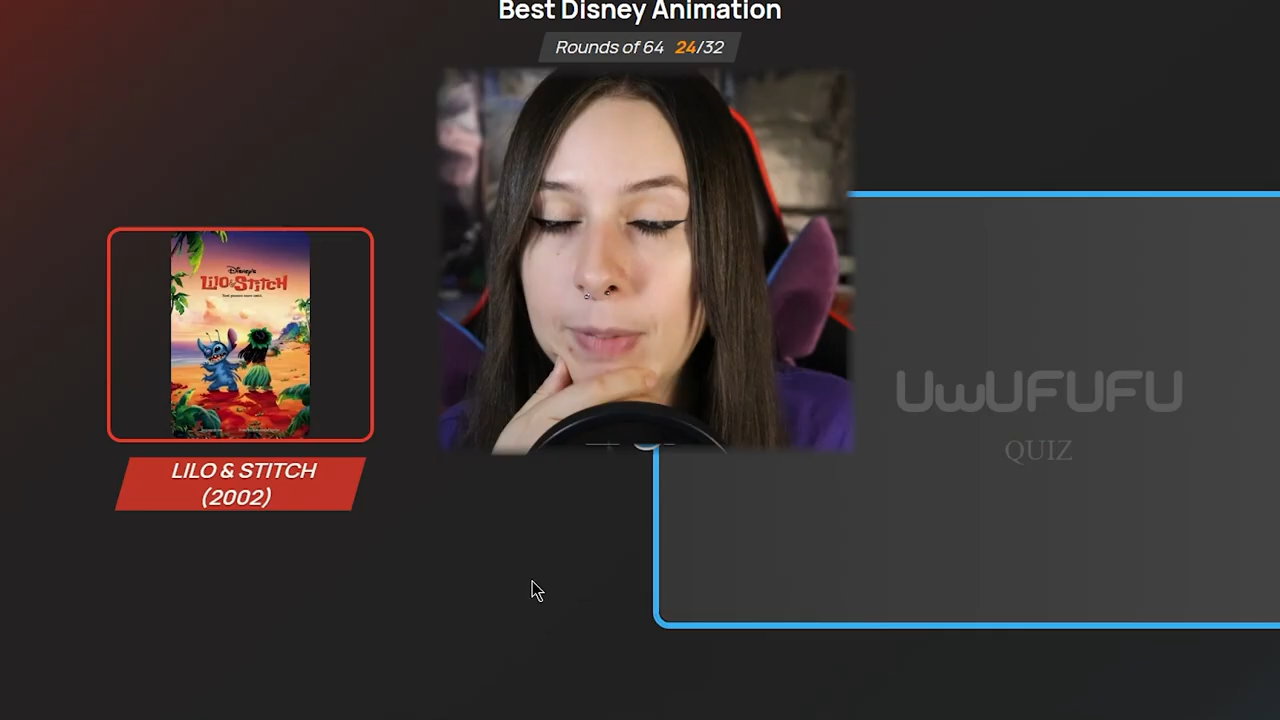 Best Disney Animation
Rounds of 64 24/32
Disney's
LILO & STITCH
UwUFUFU
QUIZ
LILO & STITCH
(2002)